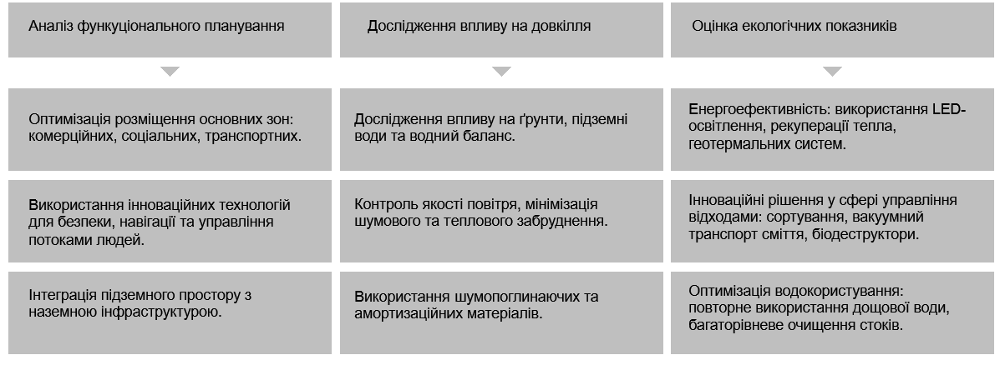 Аналіз функуціонального планування
Дослідження впливу на довкілля
Оцінка екологічних показників
Оптимізація розміщення основних зон:
комерційних, соціальних, транспортних.
Дослідження впливу на ґрунти, підземні
води та водний баланс.
Енергоефективність: використання LED-
освітлення, рекуперації тепла,
геотермальних систем.
Використання інноваційних технологій
для безпеки, навігації та управління
потоками людей.
Контроль якості повітря, мінімізація
шумового та теплового забруднення.
Інноваційні рішення у сфері управління
відходами: сортування, вакуумний
транспорт сміття, біодеструктори.
Інтеграція підземного простору з
наземною інфраструктурою.
Використання шумопоглинаючих та
амортизаційних матеріалів.
Оптимізація водокористування:
повторне використання дощової води,
багаторівневе очищення стоків.